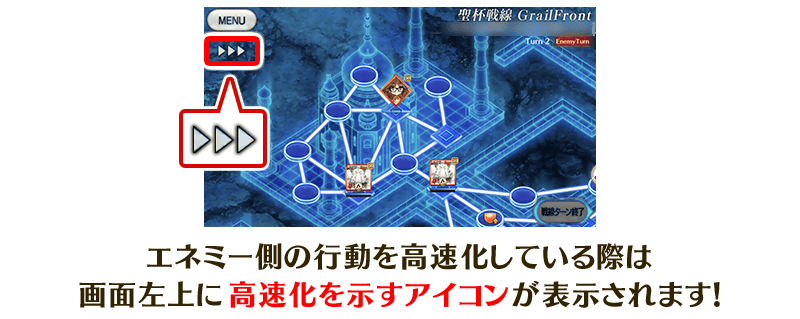 MENU
聖杯戦線 GrailFront
Turn 2 EnemyTurn
戦線ターン終了
エネミー側の行動を高速化している際は
画面左上に高速化を示すアイコンが表示されます!